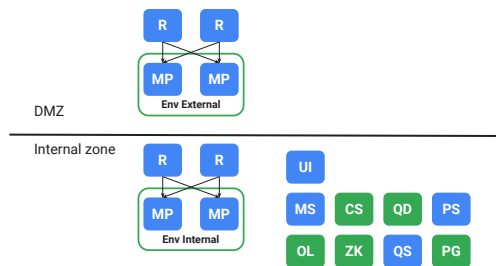 R R
MP MP
Env External
DMZ
Internal zone
R R
UI
MP MP
Env Internal
MS CS QD PS
OL ZK QS PG